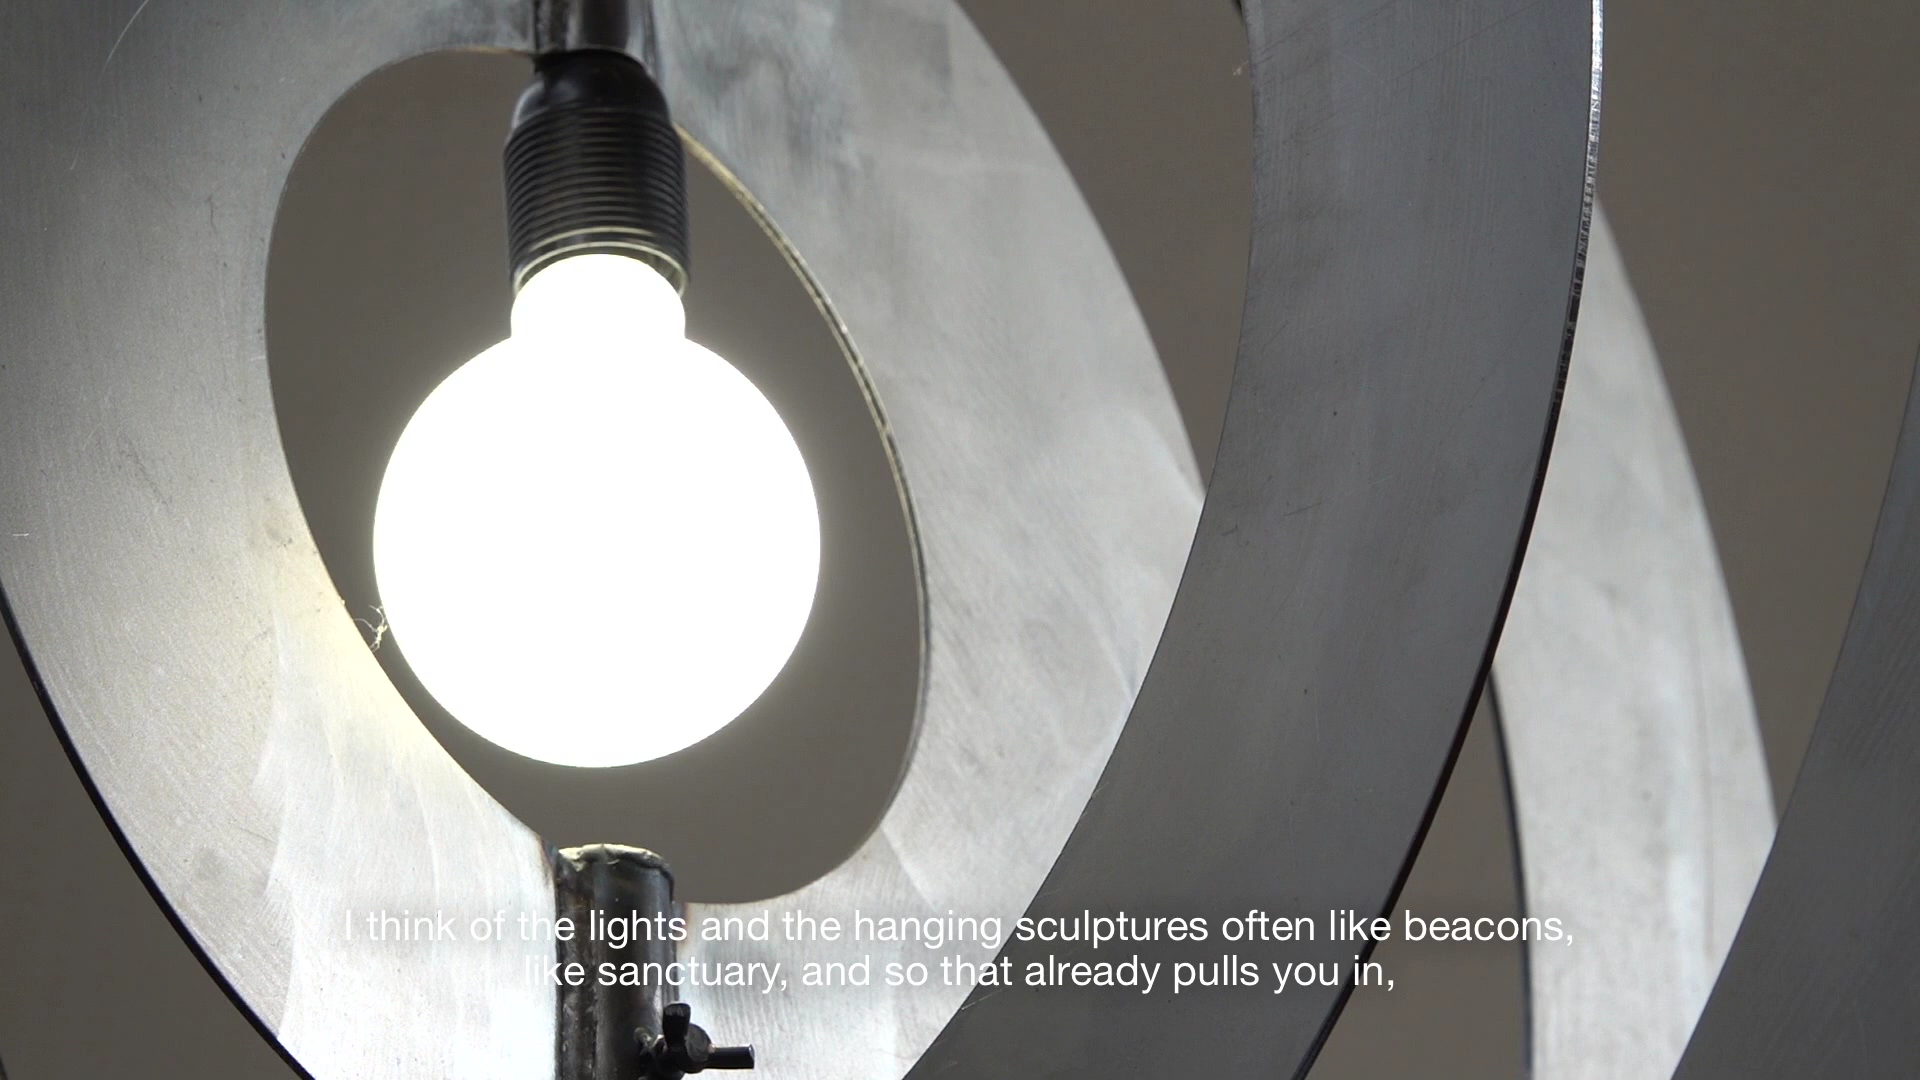 I think of the lights and the hanging sculptures often like beacons,
like sanctuary, and so that already pulls you in,